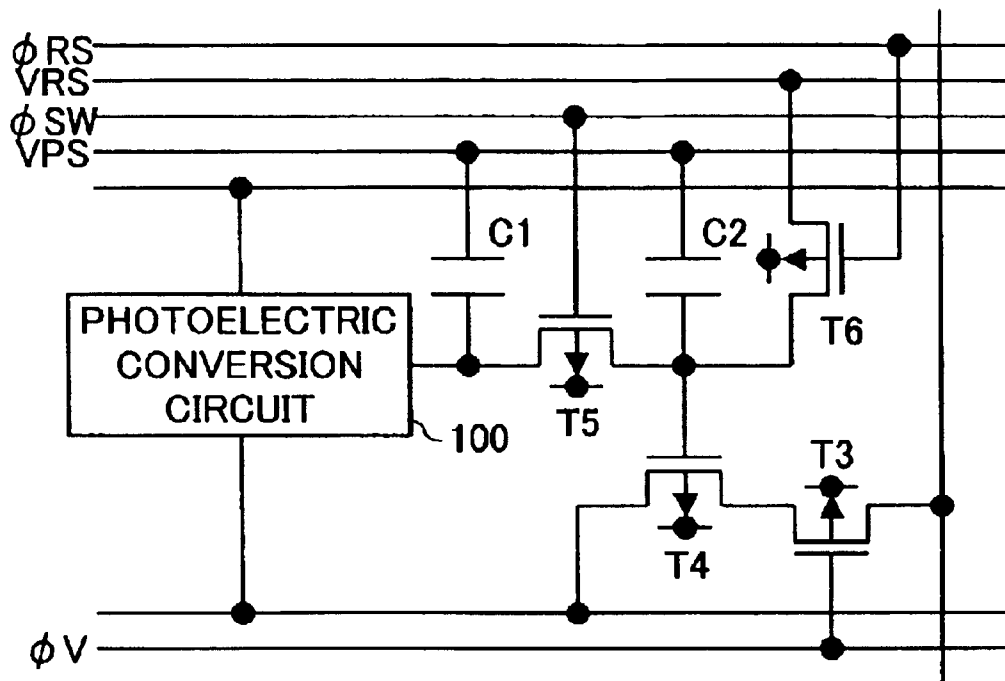 ϕRS
VRS
ϕSW
VPS
C1
C2
T6
PHOTOELECTRIC
CONVERSION
CIRCUIT
100
T5
T3
T4
ϕV